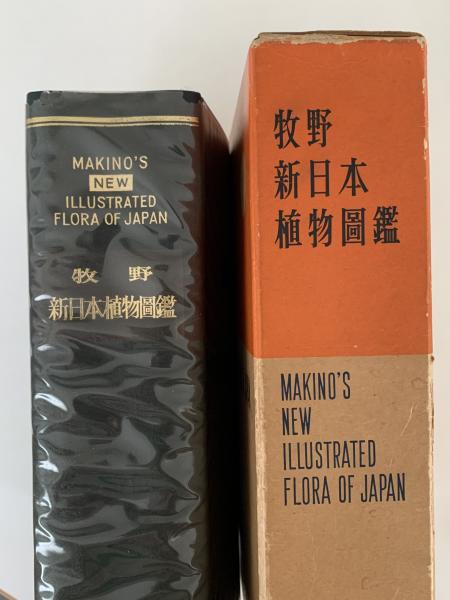 MAKINO'S
NEW
ILLUSTRATED
FLORA OF JAPAN
牧野
新日本植物圖鑑
牧野
新日本
植物圖鑑
MAKINO'S
NEW
ILLUSTRATED
FLORA OF JAPAN